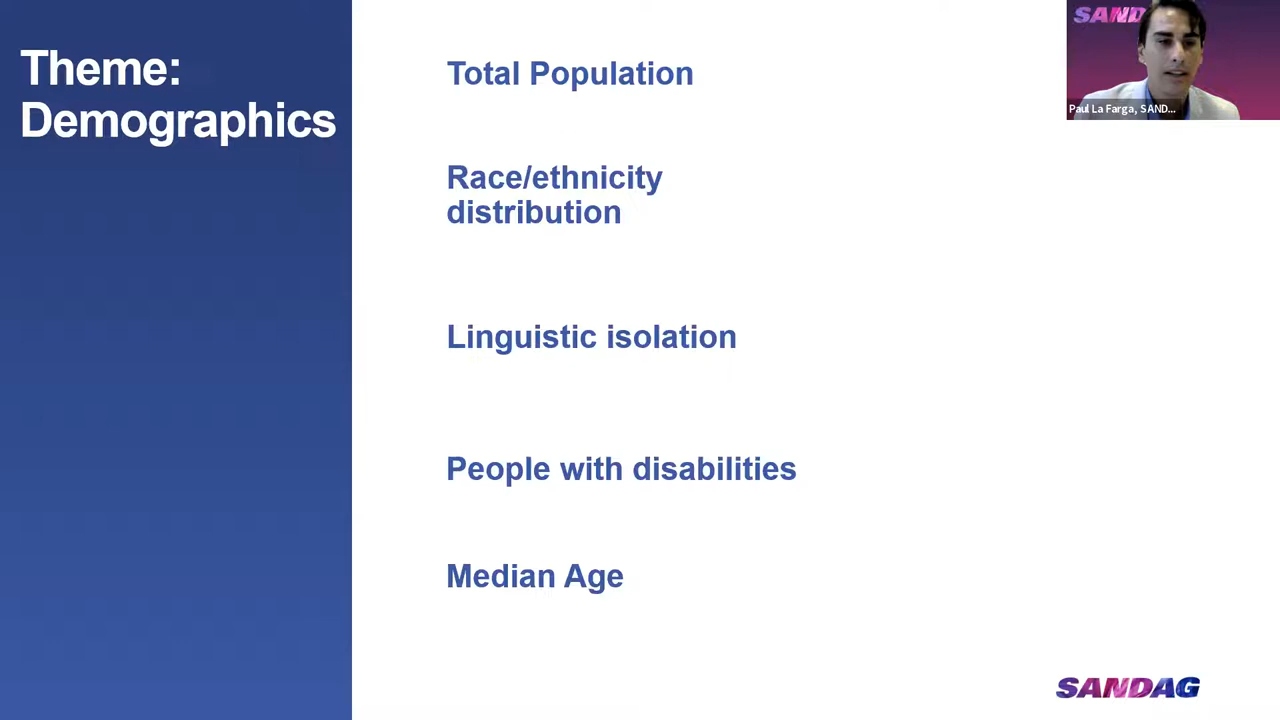 Theme:
Demographics
Total Population
Race/ethnicity
distribution
Linguistic isolation
People with disabilities
Median Age
SAND
Paul La Farga, SAND...
SANDAG